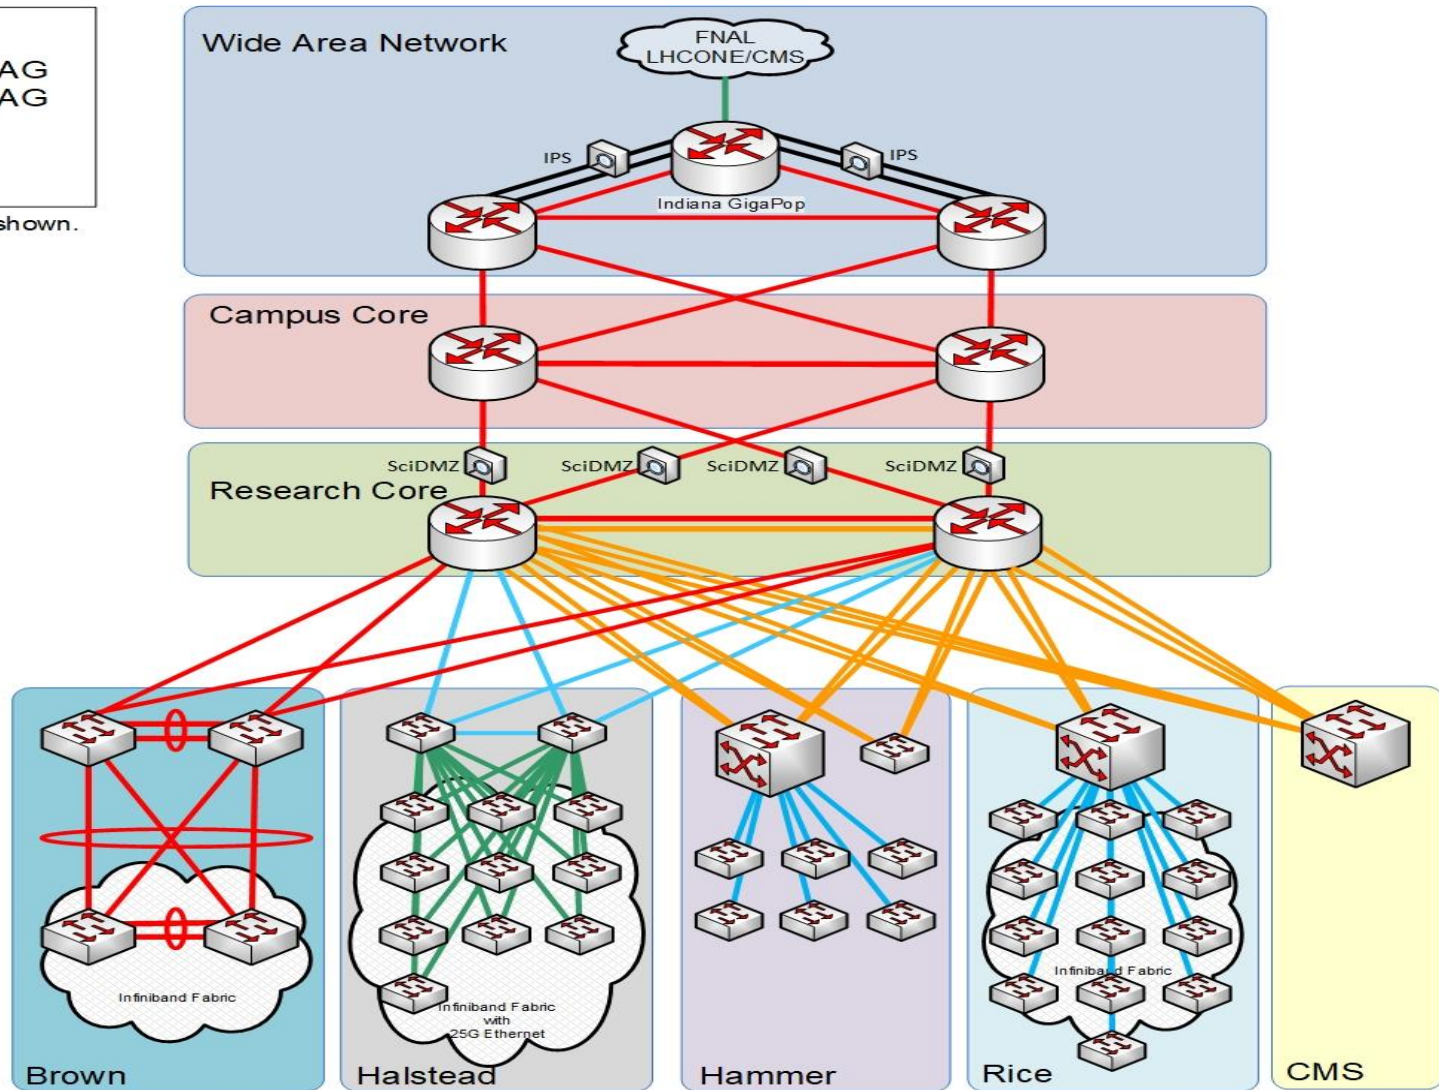 AG
AG
shown.
Wide Area Network
FNAL
LHCONE/CMS
IPS
IPS
Indiana GigaPop
Campus Core
SciDMZ
SciDMZ
SciDMZ
SciDMZ
Research Core
Infiniband Fabric
Infiniband Fabric
with
25G Ethernet
Infiniband Fabric
Brown
Halstead
Hammer
Rice
CMS